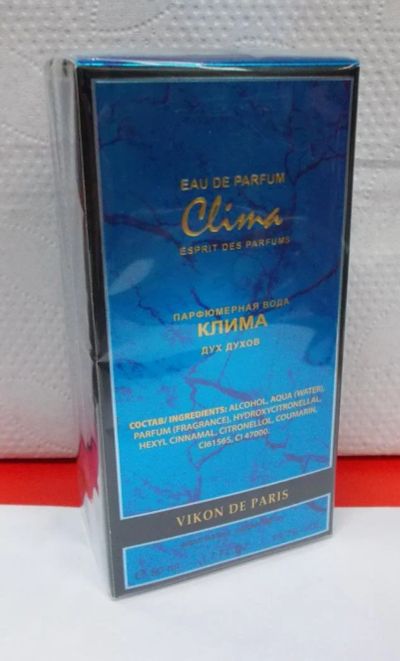 EAU DE PARFUM
Clima
ESPRIT DES PARFUMS
ПАРФЮМЕРНАЯ ВОДА
КЛИМА
ДУХ ДУХОВ
СОСТАВ/ INGREDIENTS: ALCOHOL, AQUA (WATER),
PARFUM (FRAGRANCE), HYDROXYCITRONELLAL,
HEXYL CINNAMAL, CITRONELLOL, COUMARIN,
CI61565, CI 47000.
VIKON DE PARIS